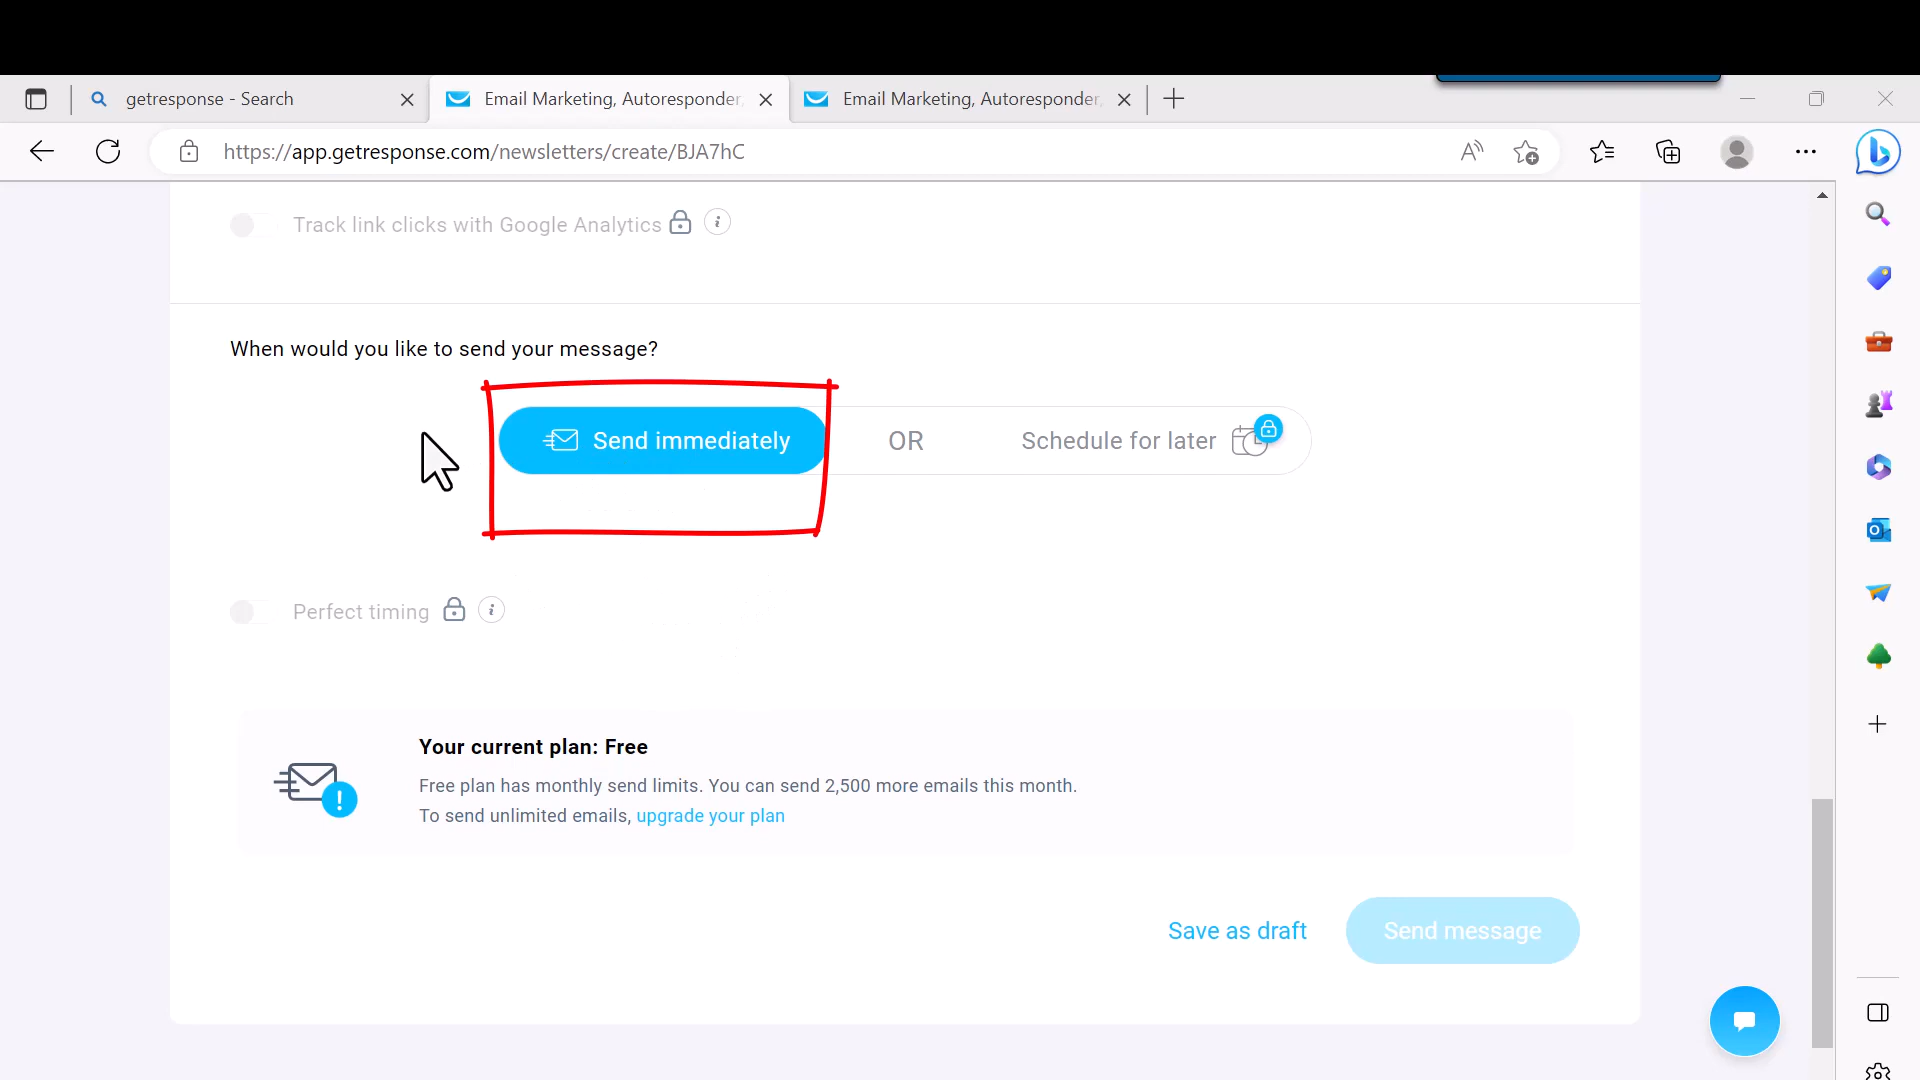 getresponse - Search
Email Marketing, Autoresponder,
Email Marketing, Autoresponder,
https://app.getresponse.com/newsletters/create/BJA7hC
Track link clicks with Google Analytics
When would you like to send your message?
Send immediately
OR
Schedule for later
Perfect timing
Your current plan: Free
Free plan has monthly send limits. You can send 2,500 more emails this month.
To send unlimited emails, upgrade your plan
Save as draft
Send message